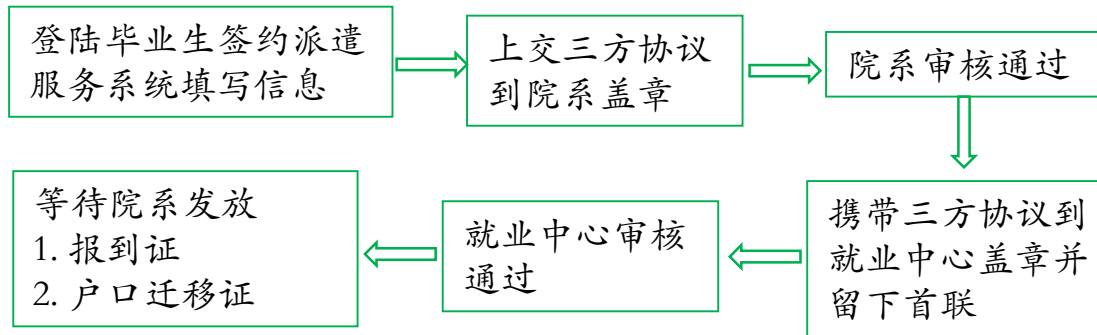 登陆毕业生签约派遣
服务系统填写信息
上交三方协议
到院系盖章
院系审核通过
携带三方协议到
就业中心盖章并
留下首联
就业中心审核
通过
等待院系发放
1. 报到证
2. 户口迁移证